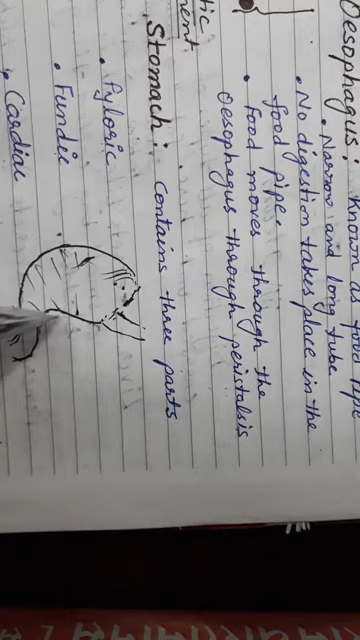 Oesophagus: Known as food pipe
• Narrow and long tube
• No digestion takes place in the
food pipe
• Food moves through the
Oesophagus through peristalsis
Stomach: contains three parts
• Pyloric
• Fundic
• Cardiac